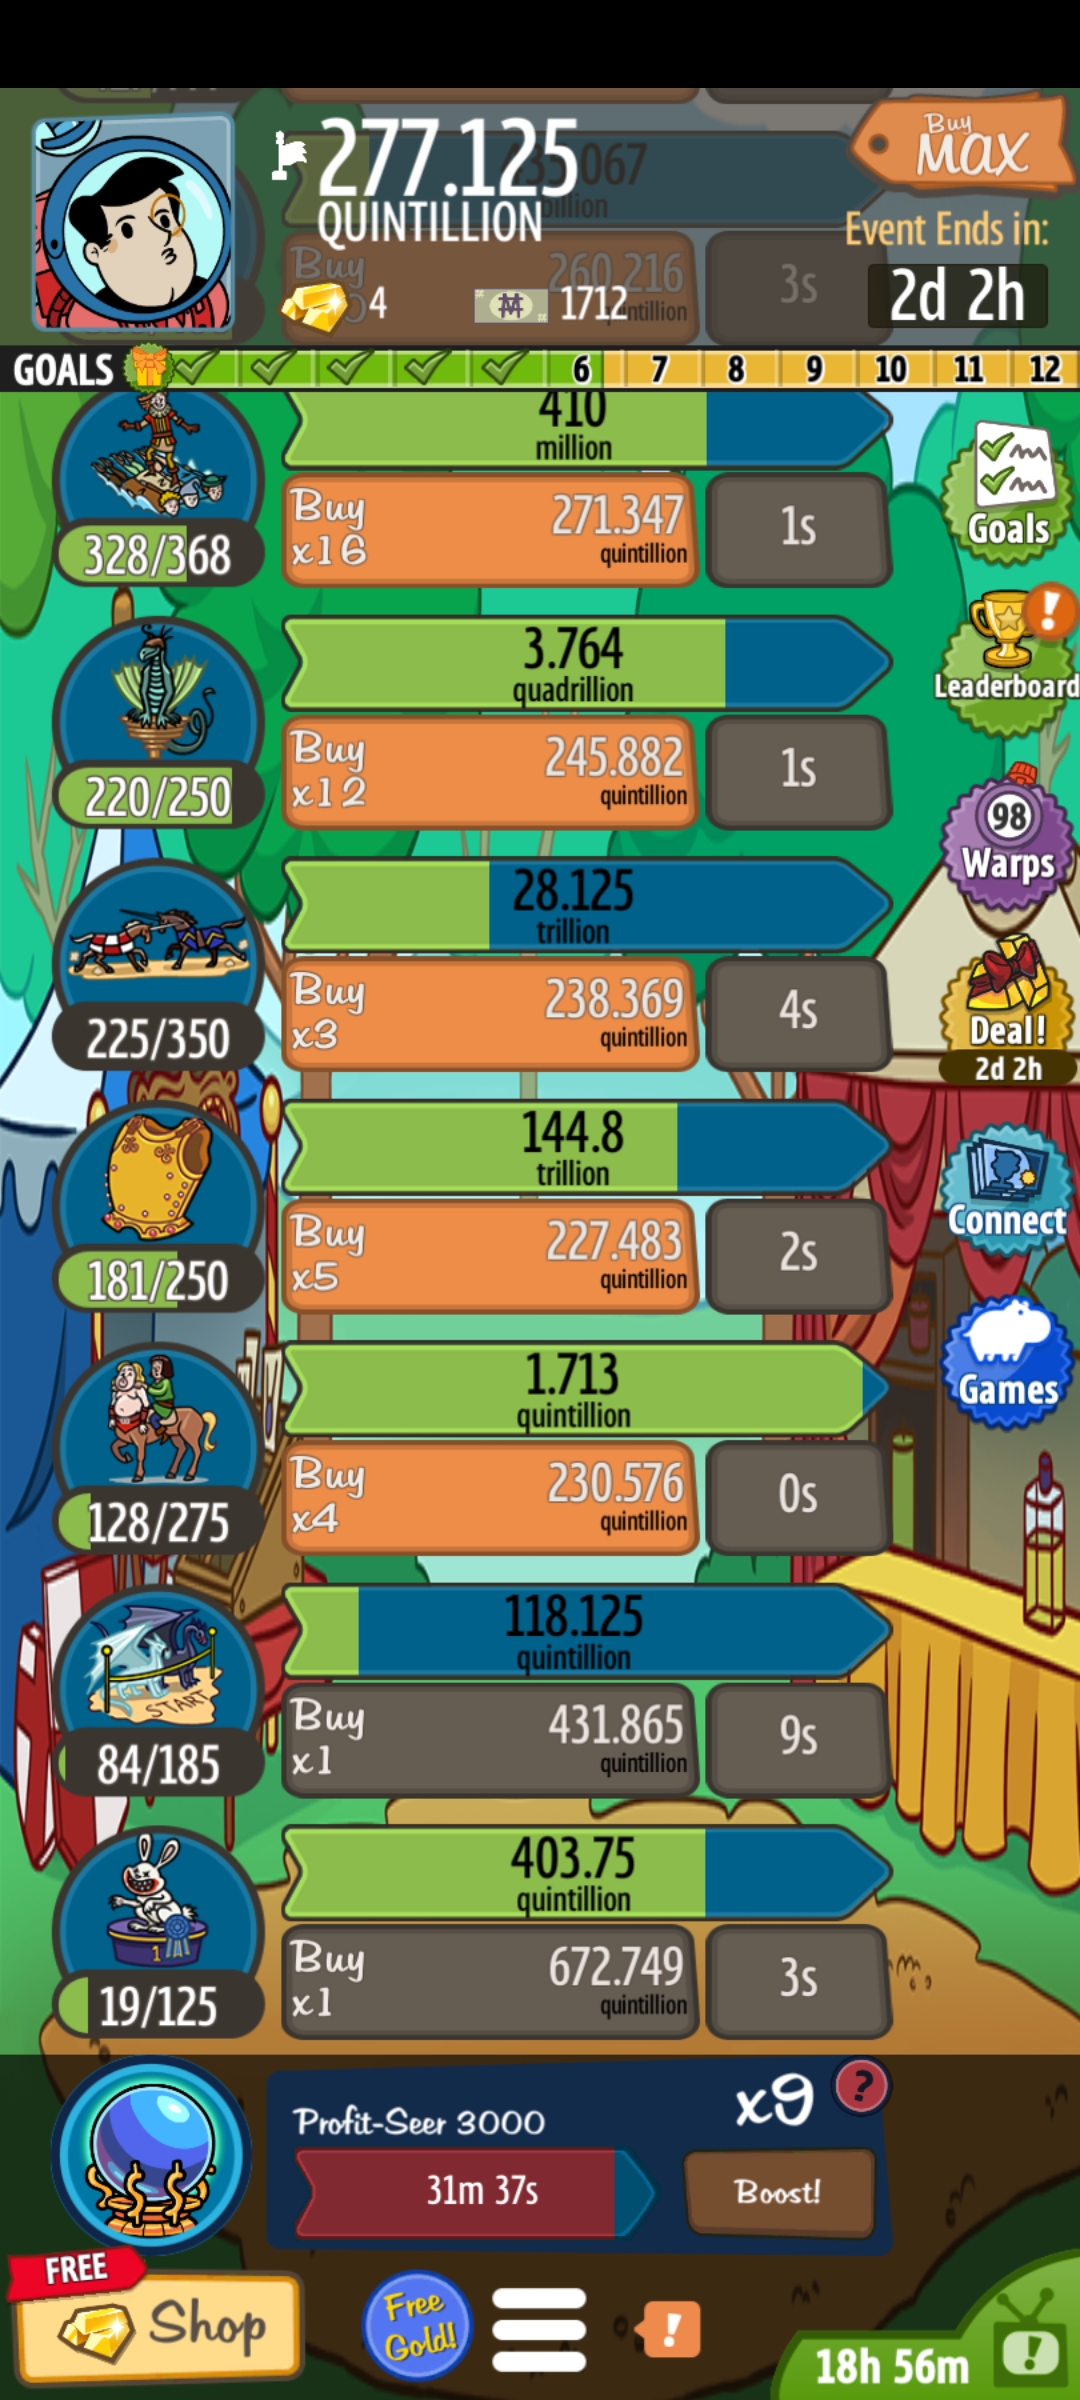 277.125
QUINTILLION
4
1712
Buy
MAX
Event Ends in:
2d 2h
Buy
260.216
3s
GOALS
6
7
8
9
10
11
12
410
million
328/368
Buy
x16
271.347
quintillion
1s
Goals
3.764
quadrillion
220/250
Buy
x12
245.882
quintillion
1s
!
Leaderboard
28.125
trillion
225/350
Buy
x3
238.369
quintillion
4s
98
Warps
Deal!
2d 2h
144.8
trillion
181/250
Buy
x5
227.483
quintillion
2s
Connect
1.713
quintillion
128/275
Buy
x4
230.576
quintillion
0s
Games
118.125
quintillion
START
84/185
Buy
x1
431.865
quintillion
9s
403.75
quintillion
1
19/125
Buy
x1
672.749
quintillion
3s
Profit-Seer 3000
x9
?
31m 37s
Boost!
FREE
Shop
Free
Gold!
!
18h 56m
!